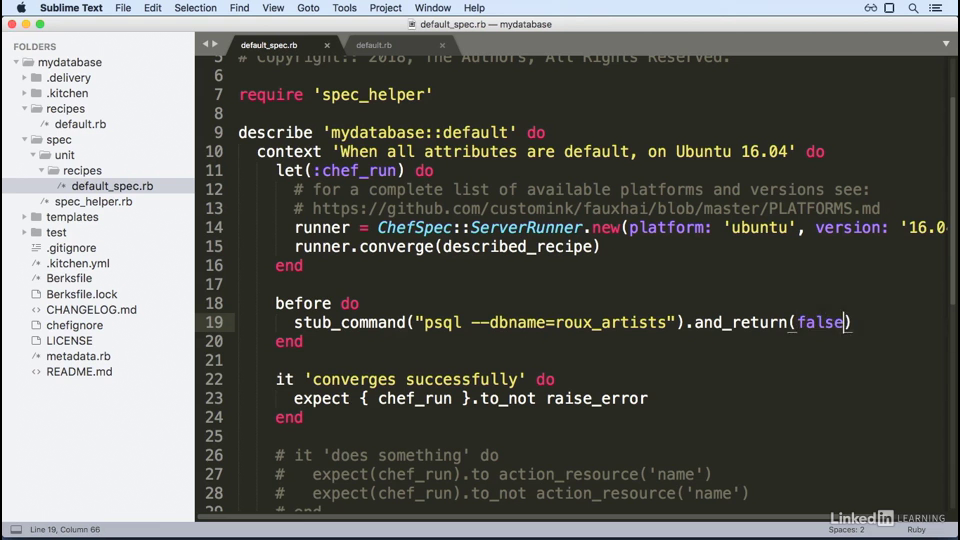 Sublime Text File Edit Selection Find View Goto Tools Project Window Help
default_spec.rb — mydatabase
FOLDERS
mydatabase
.delivery
.kitchen
recipes
default.rb
spec
unit
recipes
default_spec.rb
spec_helper.rb
templates
test
.gitignore
.kitchen.yml
Berksfile
Berksfile.lock
CHANGELOG.md
chefignore
LICENSE
metadata.rb
README.md
default_spec.rb × default.rb ×
5 # Copyright:: 2018, The Authors, All Rights Reserved.
6
7 require 'spec_helper'
8
9 describe 'mydatabase::default' do
10 context 'When all attributes are default, on Ubuntu 16.04' do
11 let(:chef_run) do
12 # for a complete list of available platforms and versions see:
13 # https://github.com/customink/fauxhai/blob/master/PLATFORMS.md
14 runner = ChefSpec::ServerRunner.new(platform: 'ubuntu', version: '16.0
15 runner.converge(described_recipe)
16 end
17
18 before do
19 stub_command("psql --dbname=roux_artists").and_return(false)
20 end
21
22 it 'converges successfully' do
23 expect { chef_run }.to_not raise_error
24 end
25
26 # it 'does something' do
27 # expect(chef_run).to action_resource('name')
28 # expect(chef_run).to_not action_resource('name')
29 # end
Line 19, Column 66
Spaces: 2 Ruby
LinkedIn LEARNING